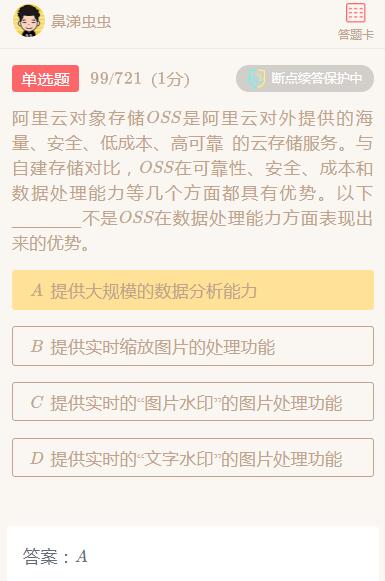 鼻涕虫虫
答题卡
单选题 99/721 (1分) 断点续答保护中
阿里云对象存储OSS是阿里云对外提供的海
量、安全、低成本、高可靠 的云存储服务。与
自建存储对比，OSS在可靠性、安全、成本和
数据处理能力等几个方面都具有优势。以下
________不是OSS在数据处理能力方面表现出
来的优势。
A 提供大规模的数据分析能力
B 提供实时缩放图片的处理功能
C 提供实时的“图片水印”的图片处理功能
D 提供实时的“文字水印”的图片处理功能
答案：A